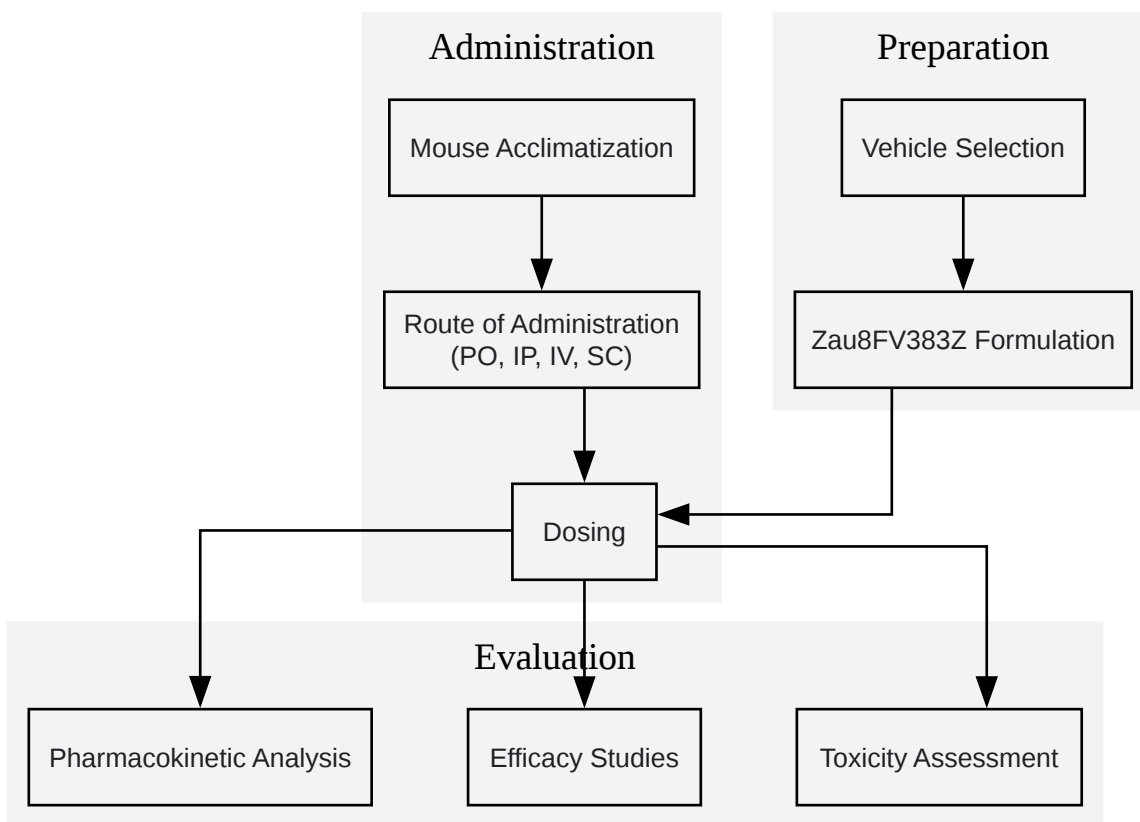 Administration
Mouse Acclimatization
Route of Administration
(PO, IP, IV, SC)
Dosing
Preparation
Vehicle Selection
Zau8FV383Z Formulation
Evaluation
Pharmacokinetic Analysis
Efficacy Studies
Toxicity Assessment